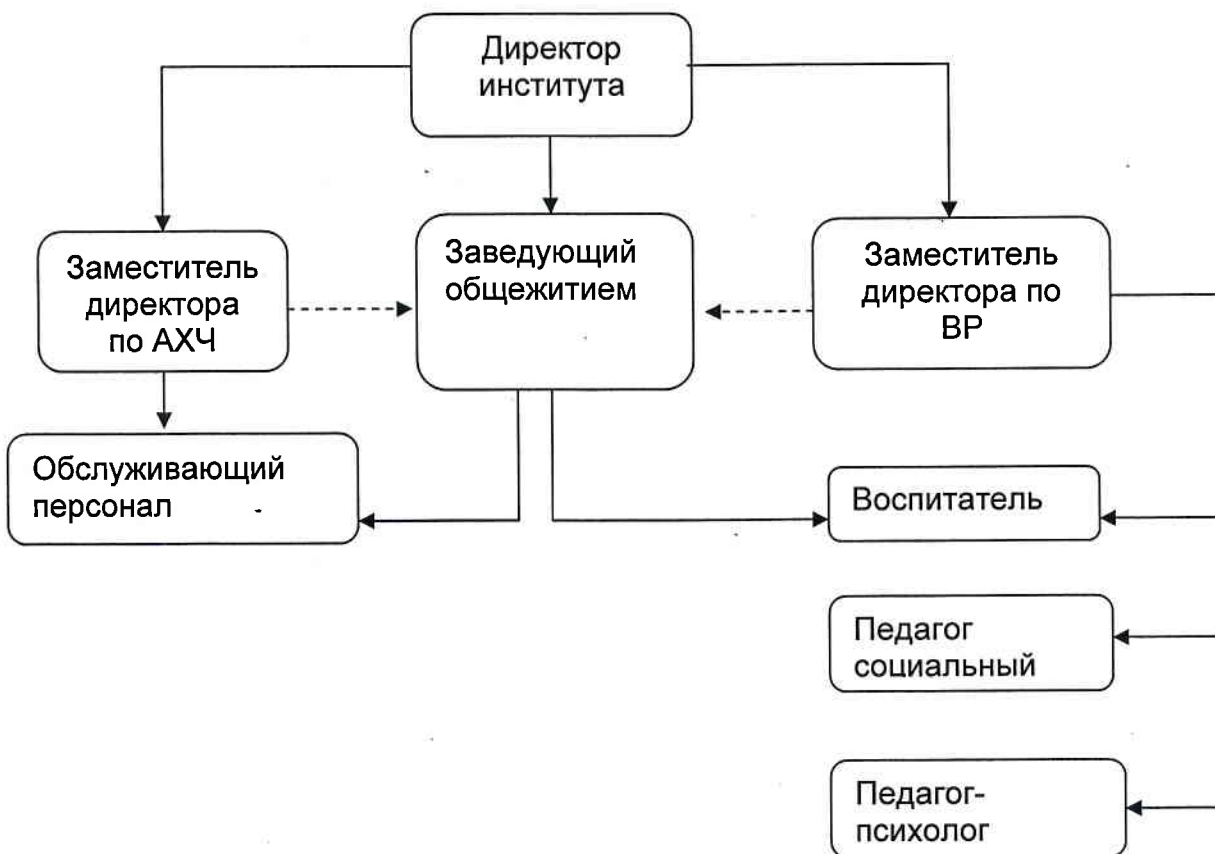 Директор
института
Заместитель
директора
по АХЧ
Заведующий
общежитием
Заместитель
директора по
ВР
Обслуживающий
персонал
Воспитатель
Педагог
социальный
Педагог-
психолог